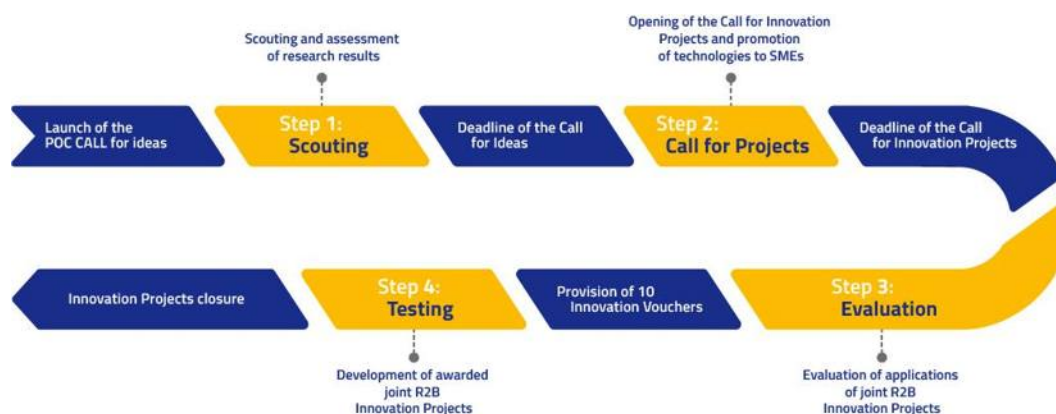 Scouting and assessment
of research results
Opening of the Call for Innovation
Projects and promotion
of technologies to SMEs
Launch of the
POC CALL for ideas
Step 1:
Scouting
Deadline of the Call
for Ideas
Step 2:
Call for Projects
Deadline of the Call
for Innovation Projects
Step 3:
Evaluation
Evaluation of applications
of joint R2B
Innovation Projects
Provision of 10
Innovation Vouchers
Step 4:
Testing
Development of awarded
joint R2B
Innovation Projects
Innovation Projects closure